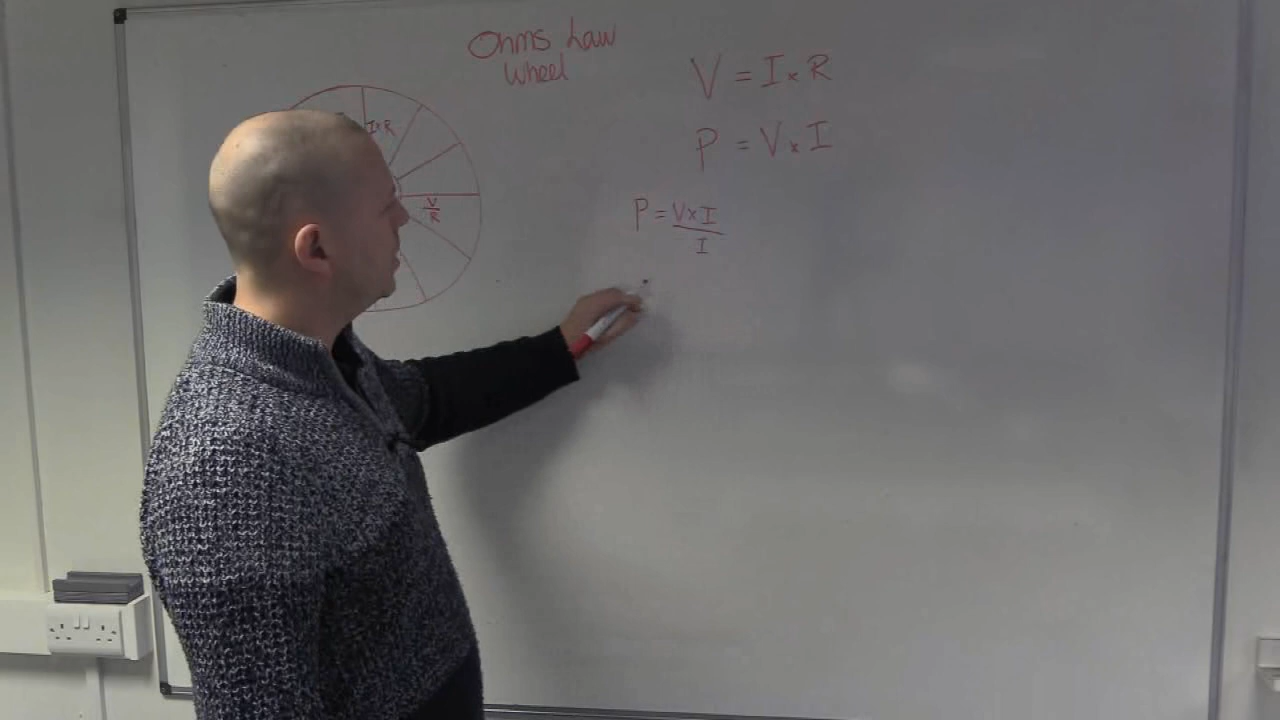 Ohms Law
Wheel
V = I x R
P = V x I
I x R
V
R
P = V x I
I